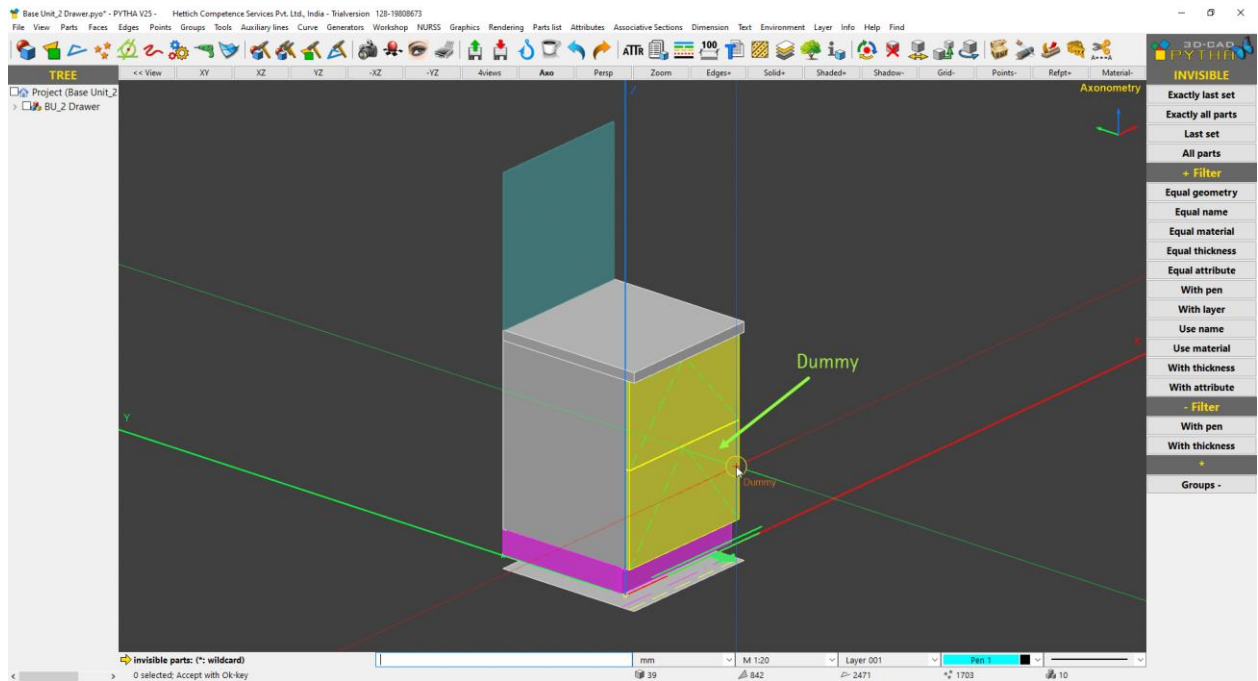 Base Unit_2 Drawer.pyo* - PYTHA V25 - Hettich Competence Services Pvt. Ltd., India - Trialversion 128-19808673
File View Parts Faces Edges Points Groups Tools Auxiliary lines Curve Generators Workshop NURSS Graphics Rendering Parts list Attributes Associative Sections Dimension Text Environment Layer Info Help Find
ATTR 100 A+++A 3D-CAD PYTHA
TREE << View XY XZ YZ -XZ -YZ 4views Axo Persp Zoom Edges+ Solid+ Shaded+ Shadow- Grid- Points- Refpt+ Material- INVISIBLE
Project (Base Unit_2
BU_2 Drawer
Axonometry
Z
Dummy
X
Y
Dummy
Exactly last set
Exactly all parts
Last set
All parts
+ Filter
Equal geometry
Equal name
Equal material
Equal thickness
Equal attribute
With pen
With layer
Use name
Use material
With thickness
With attribute
- Filter
With pen
With thickness
*
Groups -
invisible parts: (*: wildcard) mm M 1:20 Layer 001 Pen 1
0 selected; Accept with Ok-key 39 842 2471 1703 10